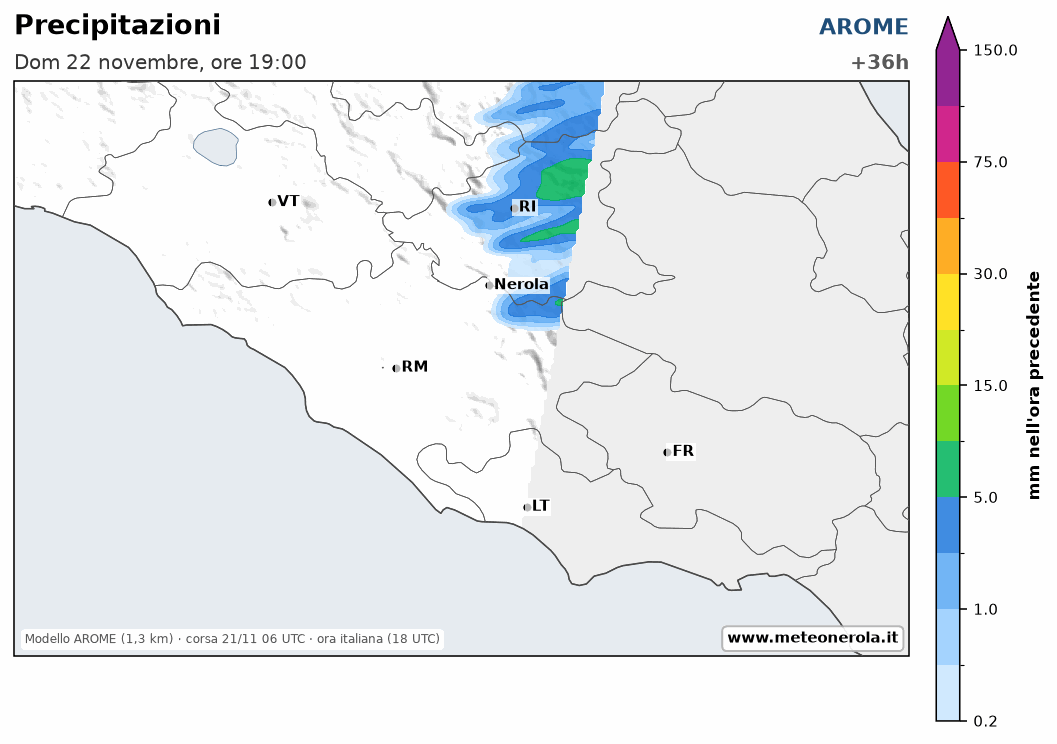 Precipitazioni
AROME
Dom 22 novembre, ore 19:00
+36h
150.0
75.0
30.0
15.0
5.0
1.0
0.2
mm nell'ora precedente
VT
RI
Nerola
RM
FR
LT
Modello AROME (1,3 km) · corsa 21/11 06 UTC · ora italiana (18 UTC)
www.meteonerola.it